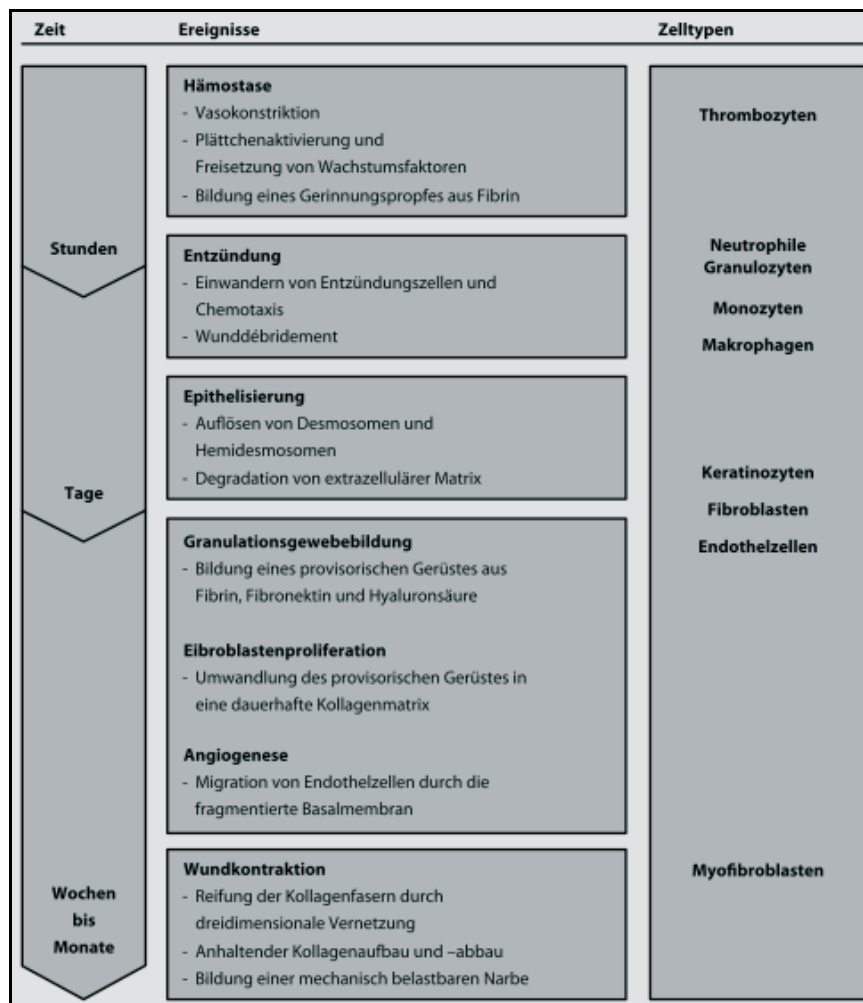 Zeit Ereignisse Zelltypen
Stunden
Tage
Wochen
bis
Monate
Hämostase
- Vasokonstriktion
- Plättchenaktivierung und
Freisetzung von Wachstumsfaktoren
- Bildung eines Gerinnungspropfes aus Fibrin
Entzündung
- Einwandern von Entzündungszellen und
Chemotaxis
- Wunddébridement
Epithelisierung
- Auflösen von Desmosomen und
Hemidesmosomen
- Degradation von extrazellulärer Matrix
Granulationsgewebebildung
- Bildung eines provisorischen Gerüstes aus
Fibrin, Fibronektin und Hyaluronsäure
Eibroblastenproliferation
- Umwandlung des provisorischen Gerüstes in
eine dauerhafte Kollagenmatrix
Angiogenese
- Migration von Endothelzellen durch die
fragmentierte Basalmembran
Wundkontraktion
- Reifung der Kollagenfasern durch
dreidimensionale Vernetzung
- Anhaltender Kollagenaufbau und –abbau
- Bildung einer mechanisch belastbaren Narbe
Thrombozyten
Neutrophile
Granulozyten
Monozyten
Makrophagen
Keratinozyten
Fibroblasten
Endothelzellen
Myofibroblasten